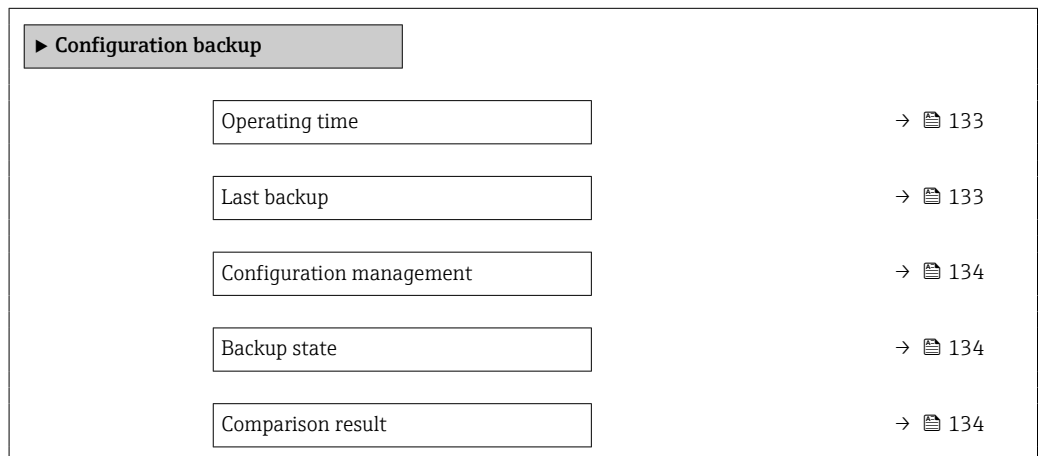 ▶ Configuration backup
Operating time → 133
Last backup → 133
Configuration management → 134
Backup state → 134
Comparison result → 134